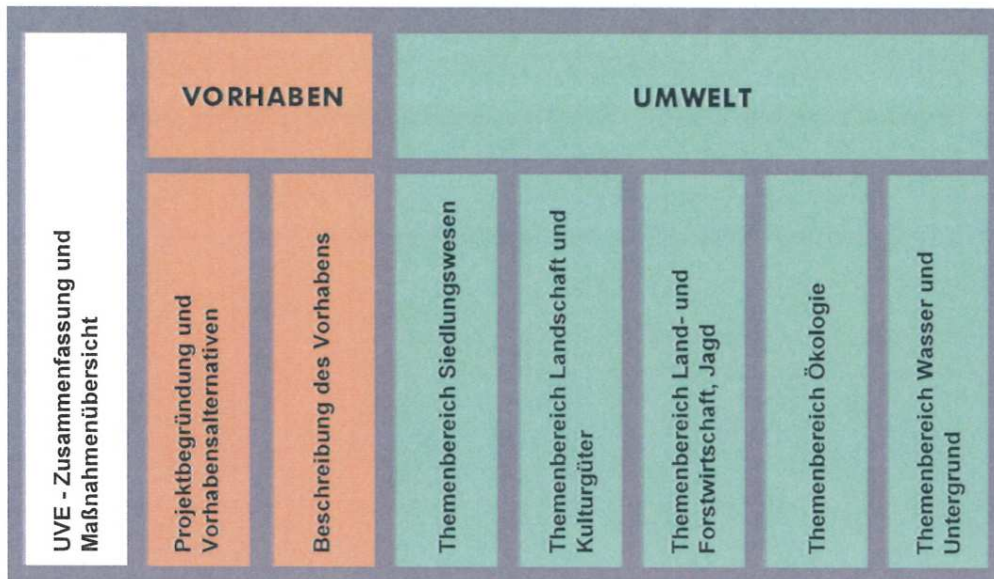 UVE - Zusammenfassung und
Maßnahmenübersicht
VORHABEN
Projektbegründung und
Vorhabensalternativen
Beschreibung des Vorhabens
UMWELT
Themenbereich Siedlungswesen
Themenbereich Landschaft und
Kulturgüter
Themenbereich Land- und
Forstwirtschaft, Jagd
Themenbereich Ökologie
Themenbereich Wasser und
Untergrund